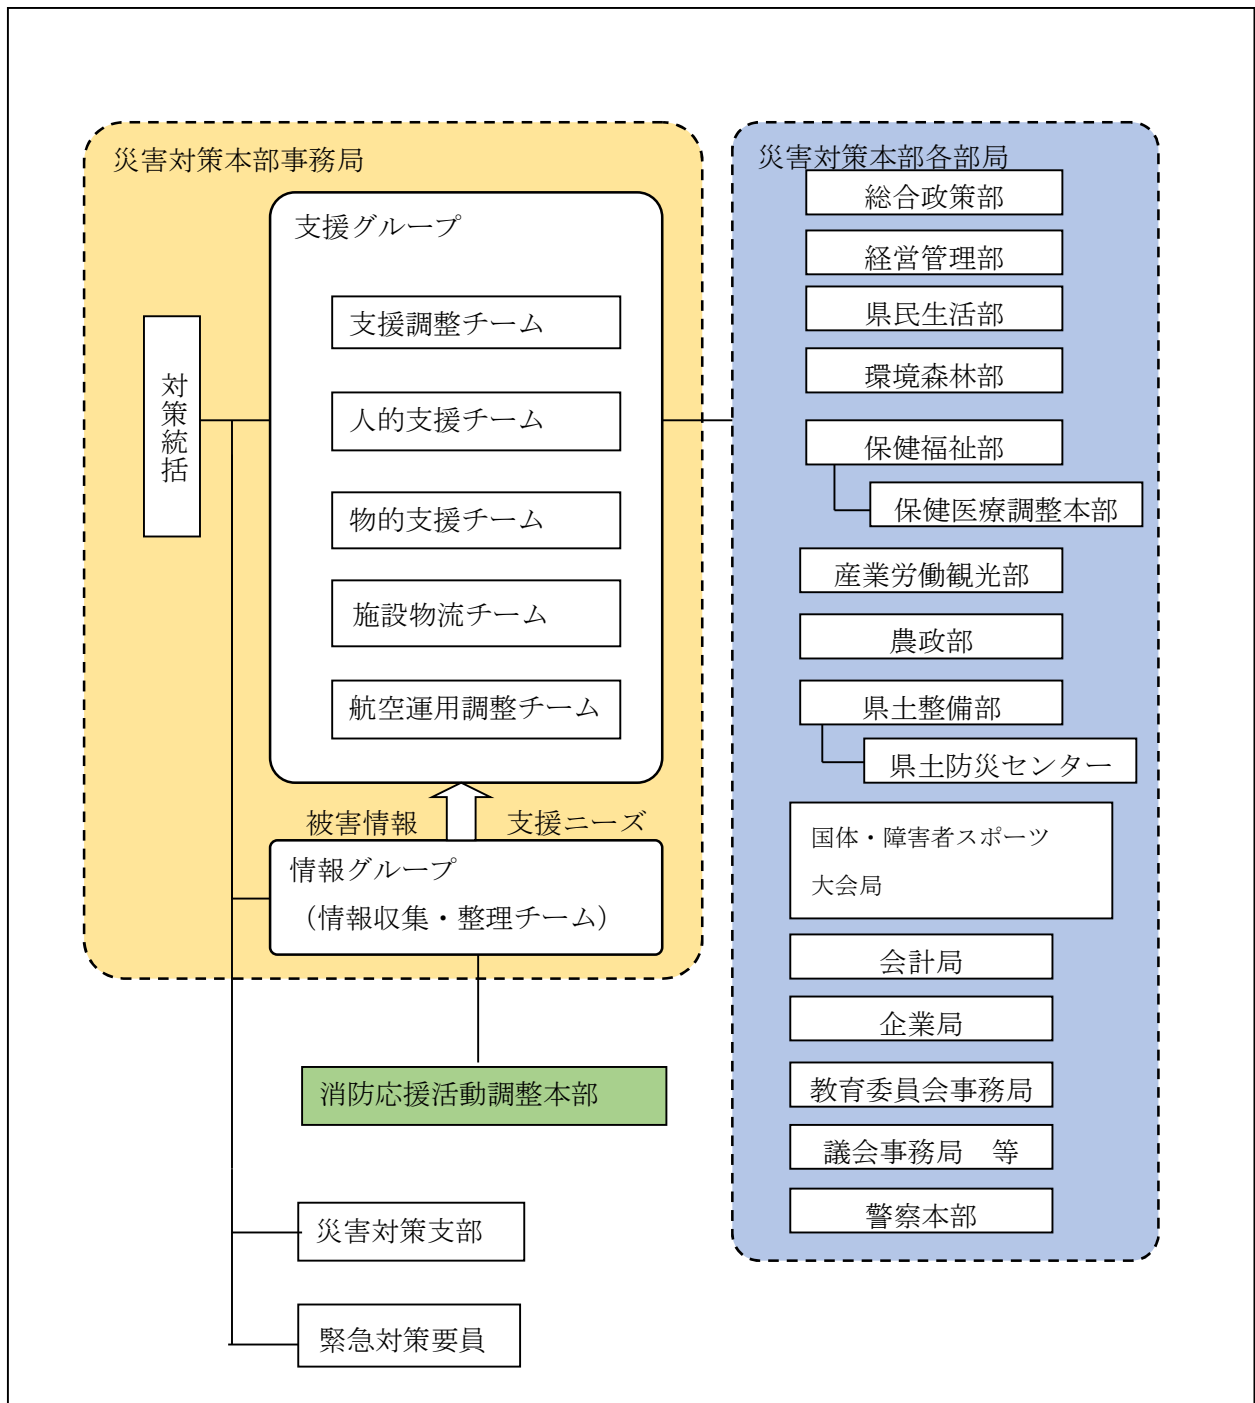 災害対策本部事務局
支援グループ
支援調整チーム
人的支援チーム
物的支援チーム
施設物流チーム
航空運用調整チーム
対策統括
被害情報
支援ニーズ
情報グループ
（情報収集・整理チーム）
消防応援活動調整本部
災害対策支部
緊急対策要員
災害対策本部各部局
総合政策部
経営管理部
県民生活部
環境森林部
保健福祉部
保健医療調整本部
産業労働観光部
農政部
県土整備部
県土防災センター
国体・障害者スポーツ
大会局
会計局
企業局
教育委員会事務局
議会事務局　等
警察本部